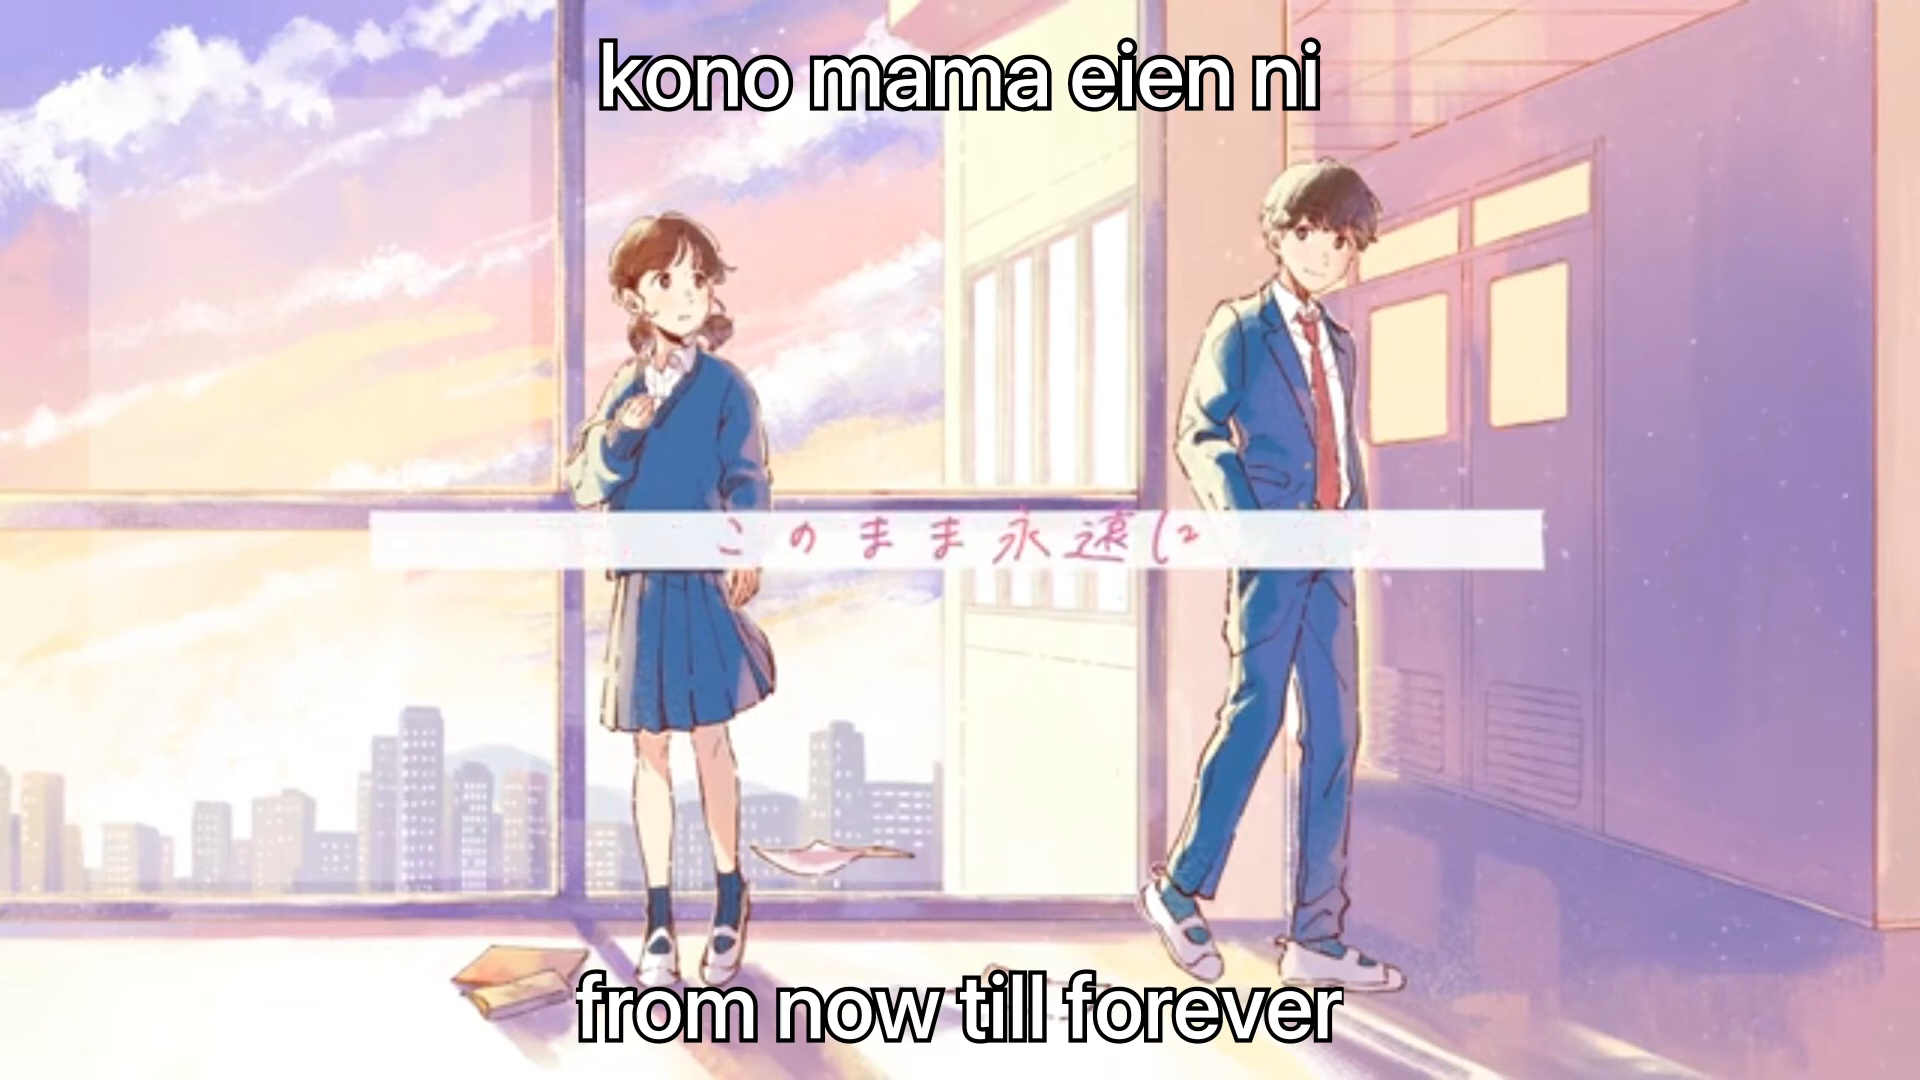 kono mama eien ni
このまま永遠に
from now till forever